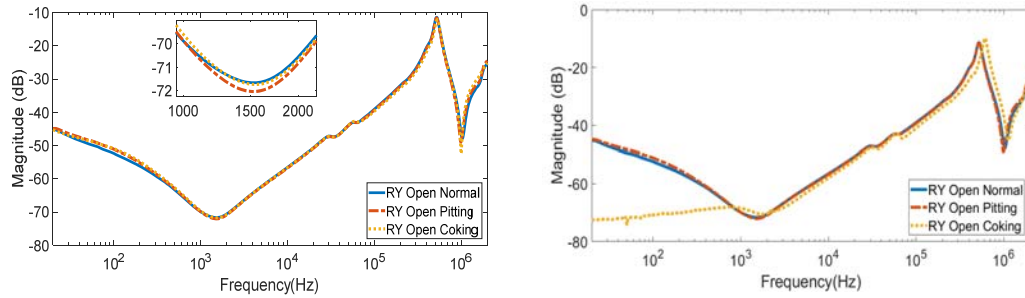 -10
-20
-30
-40
-50
-60
-70
-80
Magnitude (dB)
-70
-71
-72
1000
1500
2000
RY Open Normal
RY Open Pitting
RY Open Coking
10²
10³
10⁴
10⁵
10⁶
Frequency(Hz)
0
-20
-40
-60
-80
Magnitude (dB)
RY Open Normal
RY Open Pitting
RY Open Coking
10²
10³
10⁴
10⁵
10⁶
Frequency(Hz)